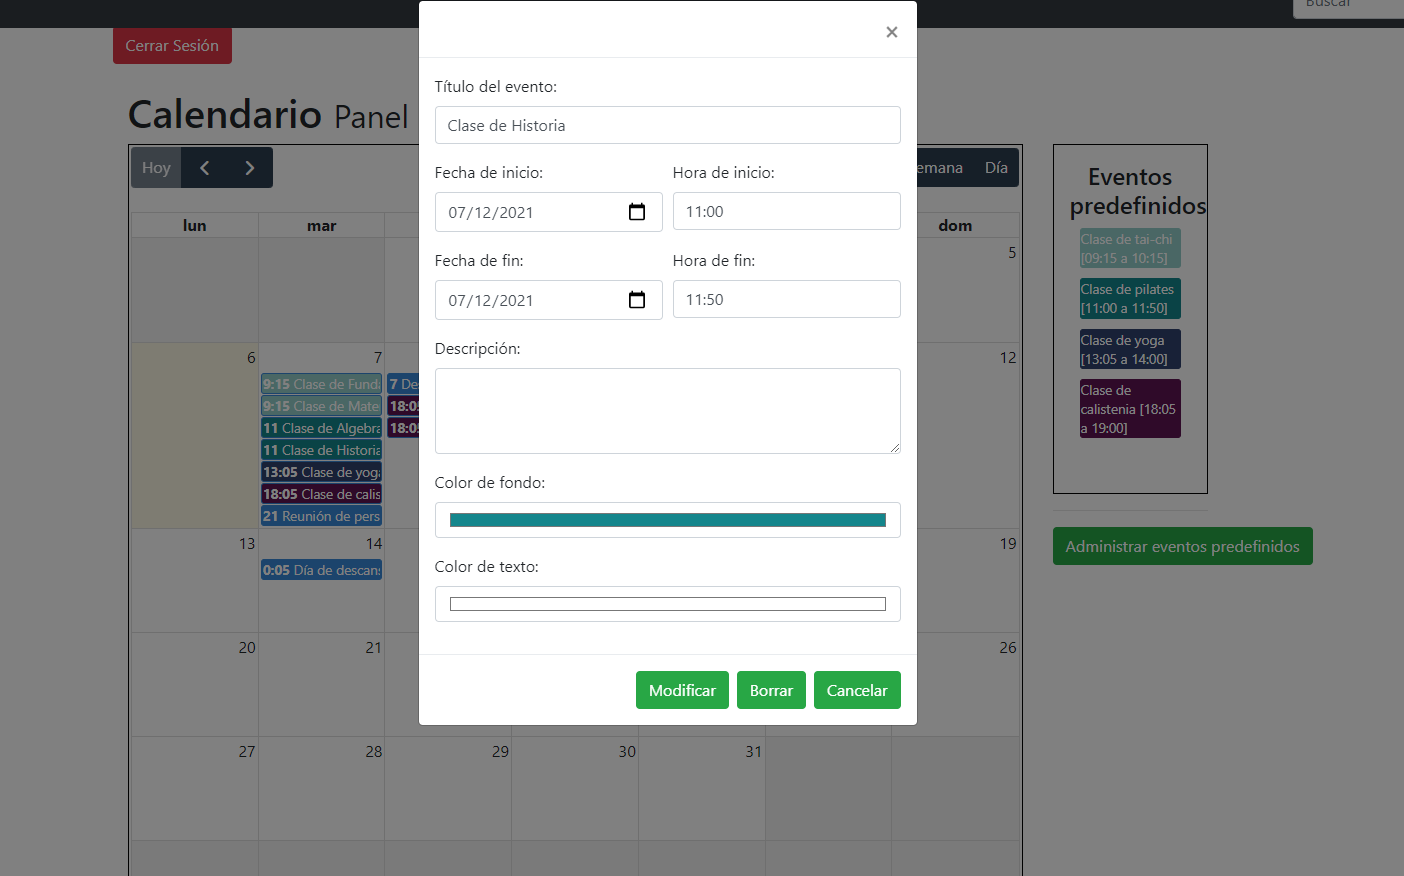 Buscar
Cerrar Sesión
Calendario Panel
Hoy
emana Día
lun mar dom
5
6 7 12
9:15 Clase de Fund
9:15 Clase de Mate
11 Clase de Algebra
11 Clase de Historia
13:05 Clase de yoga
18:05 Clase de calis
21 Reunión de pers
7 De
18:05
18:05
13 14 19
0:05 Día de descans
20 21 26
27 28 29 30 31
×
Título del evento:
Clase de Historia
Fecha de inicio: Hora de inicio:
07/12/2021 11:00
Fecha de fin: Hora de fin:
07/12/2021 11:50
Descripción:
Color de fondo:
Color de texto:
Modificar Borrar Cancelar
Eventos
predefinidos
Clase de tai-chi
[09:15 a 10:15]
Clase de pilates
[11:00 a 11:50]
Clase de yoga
[13:05 a 14:00]
Clase de
calistenia [18:05
a 19:00]
Administrar eventos predefinidos